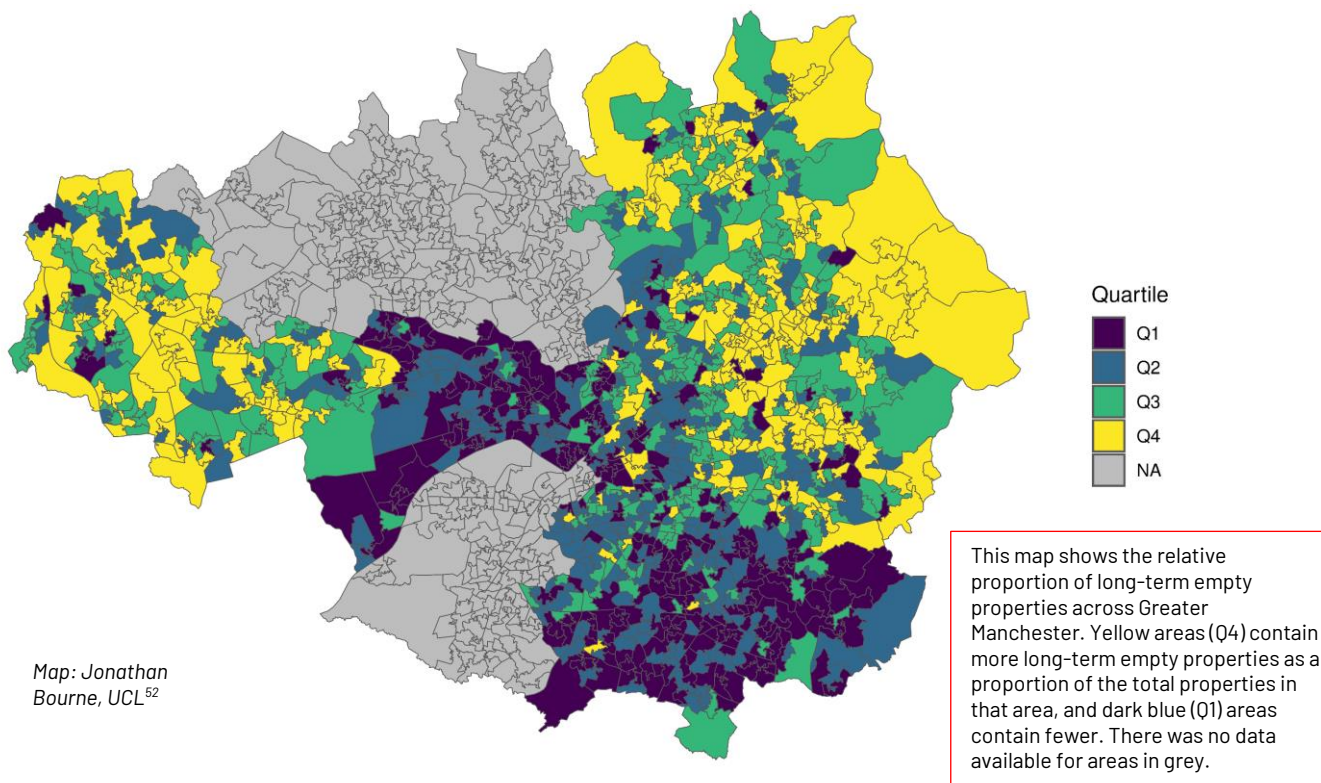 Quartile
Q1
Q2
Q3
Q4
NA
This map shows the relative
proportion of long-term empty
properties across Greater
Manchester. Yellow areas (Q4) contain
more long-term empty properties as a
proportion of the total properties in
that area, and dark blue (Q1) areas
contain fewer. There was no data
available for areas in grey.
Map: Jonathan
Bourne, UCL⁵²